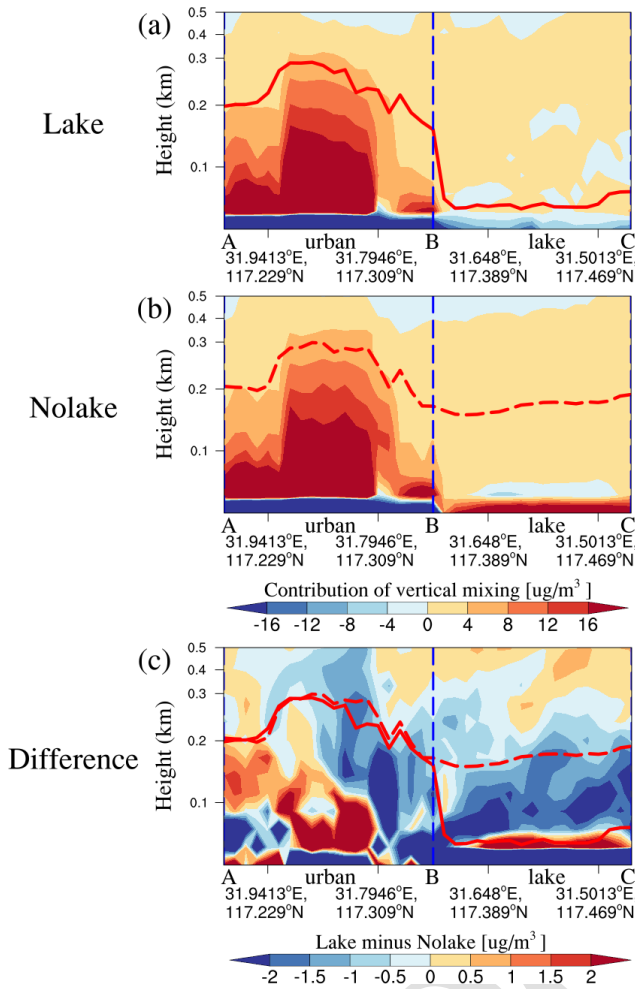 (a)
Lake
Height (km)
0.5
0.4
0.3
0.2
0.1
A urban B lake C
31.9413°E, 31.7946°E, 31.648°E, 31.5013°E,
117.229°N 117.309°N 117.389°N 117.469°N
(b)
Nolake
Height (km)
0.5
0.4
0.3
0.2
0.1
A urban B lake C
31.9413°E, 31.7946°E, 31.648°E, 31.5013°E,
117.229°N 117.309°N 117.389°N 117.469°N
Contribution of vertical mixing [ug/m³]
-16 -12 -8 -4 0 4 8 12 16
(c)
Difference
Height (km)
0.5
0.4
0.3
0.2
0.1
A urban B lake C
31.9413°E, 31.7946°E, 31.648°E, 31.5013°E,
117.229°N 117.309°N 117.389°N 117.469°N
Lake minus Nolake [ug/m³]
-2 -1.5 -1 -0.5 0 0.5 1 1.5 2